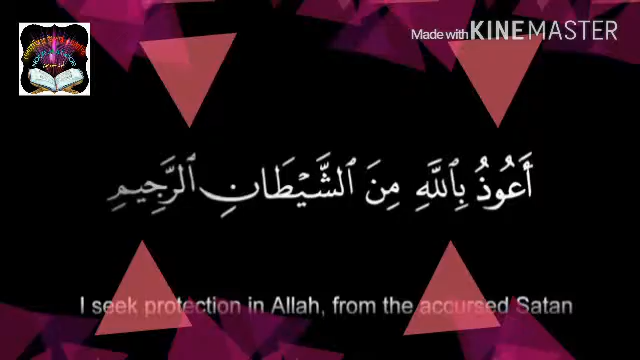 Made with KINEMASTER
أَعُوذُ بِٱللَّهِ مِنَ ٱلشَّيْطَانِ ٱلرَّجِيمِ
I seek protection in Allah, from the accursed Satan